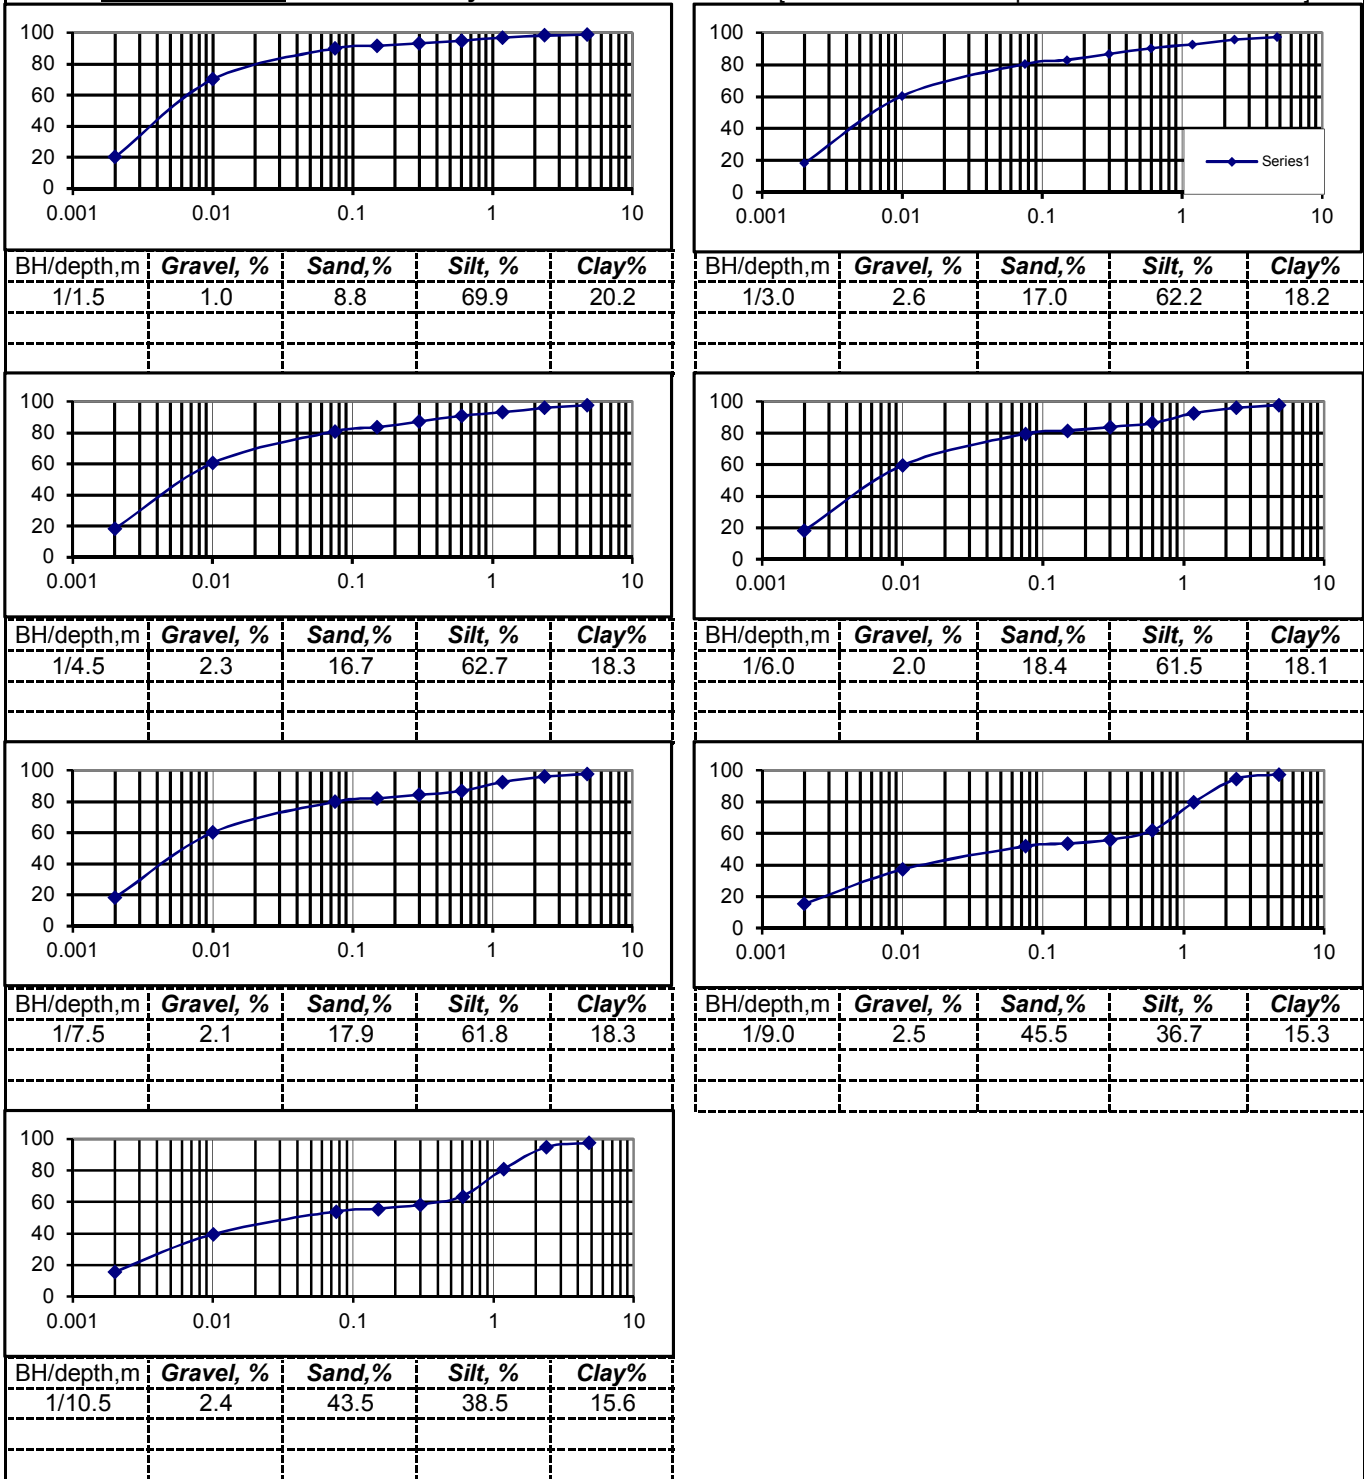 100
80
60
40
20
0
0.001 0.01 0.1 1 10
BH/depth,m Gravel, % Sand,% Silt, % Clay%
1/1.5 1.0 8.8 69.9 20.2
100
80
60
40
20
0
0.001 0.01 0.1 1 10
Series1
BH/depth,m Gravel, % Sand,% Silt, % Clay%
1/3.0 2.6 17.0 62.2 18.2
100
80
60
40
20
0
0.001 0.01 0.1 1 10
BH/depth,m Gravel, % Sand,% Silt, % Clay%
1/4.5 2.3 16.7 62.7 18.3
100
80
60
40
20
0
0.001 0.01 0.1 1 10
BH/depth,m Gravel, % Sand,% Silt, % Clay%
1/6.0 2.0 18.4 61.5 18.1
100
80
60
40
20
0
0.001 0.01 0.1 1 10
BH/depth,m Gravel, % Sand,% Silt, % Clay%
1/7.5 2.1 17.9 61.8 18.3
100
80
60
40
20
0
0.001 0.01 0.1 1 10
BH/depth,m Gravel, % Sand,% Silt, % Clay%
1/9.0 2.5 45.5 36.7 15.3
100
80
60
40
20
0
0.001 0.01 0.1 1 10
BH/depth,m Gravel, % Sand,% Silt, % Clay%
1/10.5 2.4 43.5 38.5 15.6